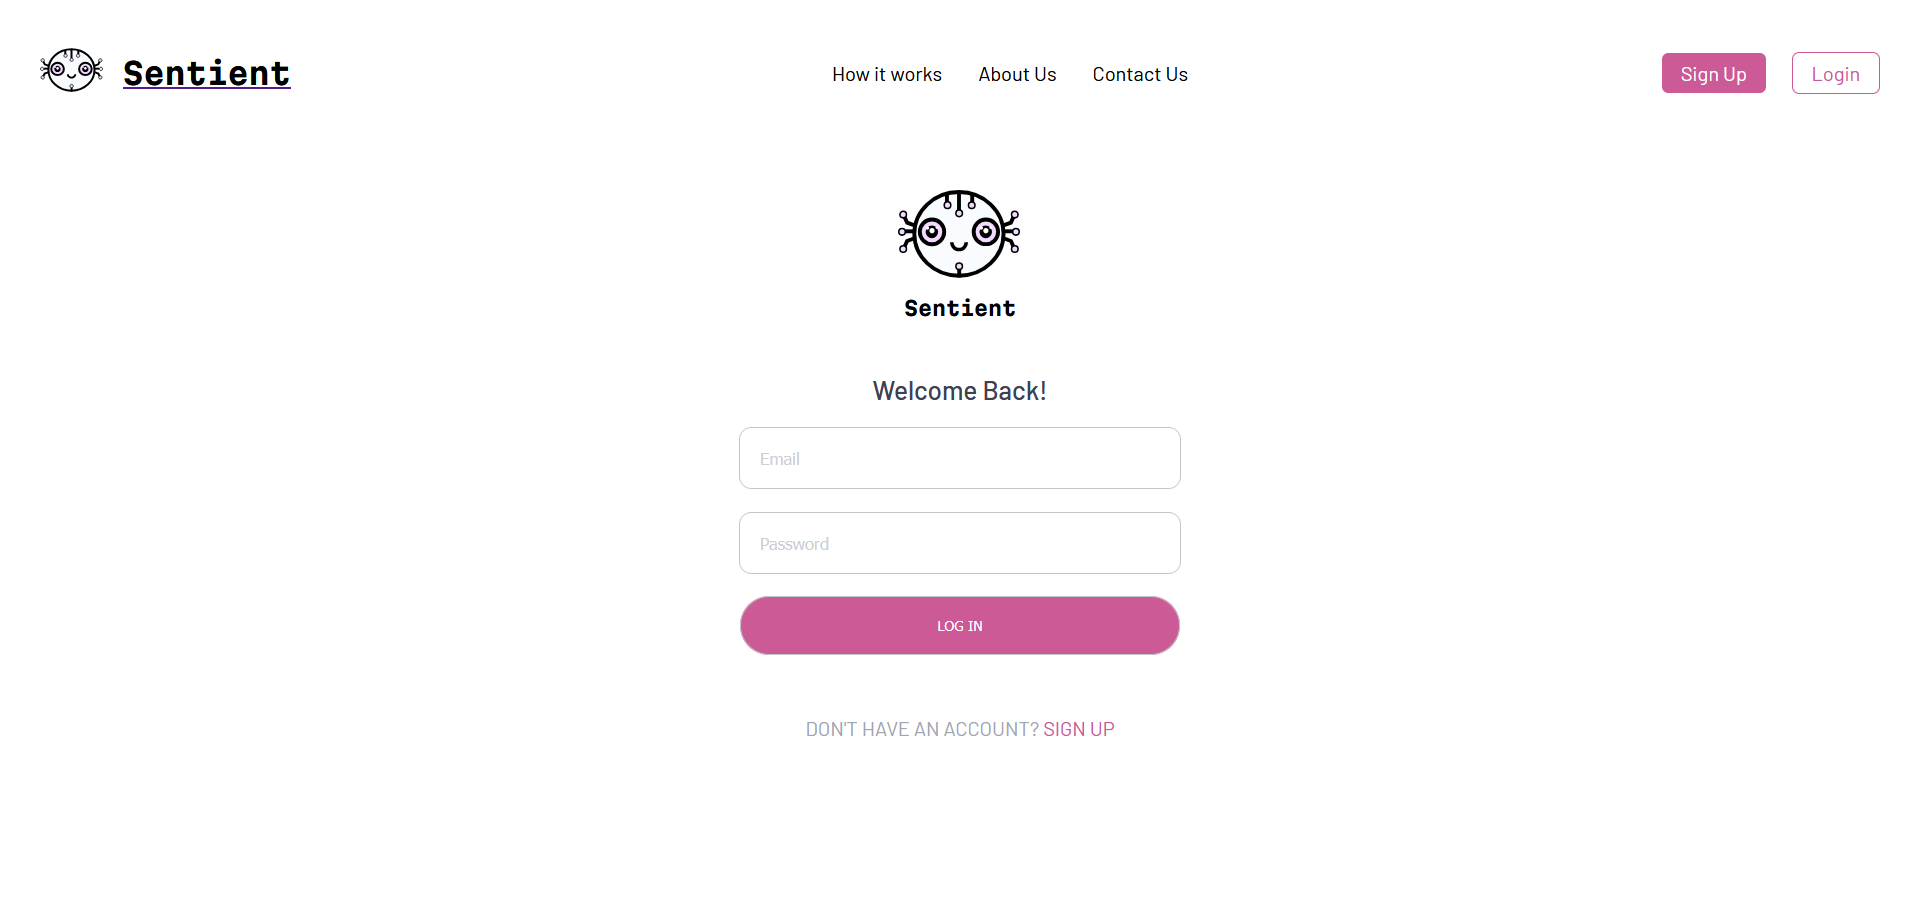 Sentient
How it works About Us Contact Us
Sign Up Login
Sentient
Welcome Back!
Email
Password
LOG IN
DON'T HAVE AN ACCOUNT? SIGN UP